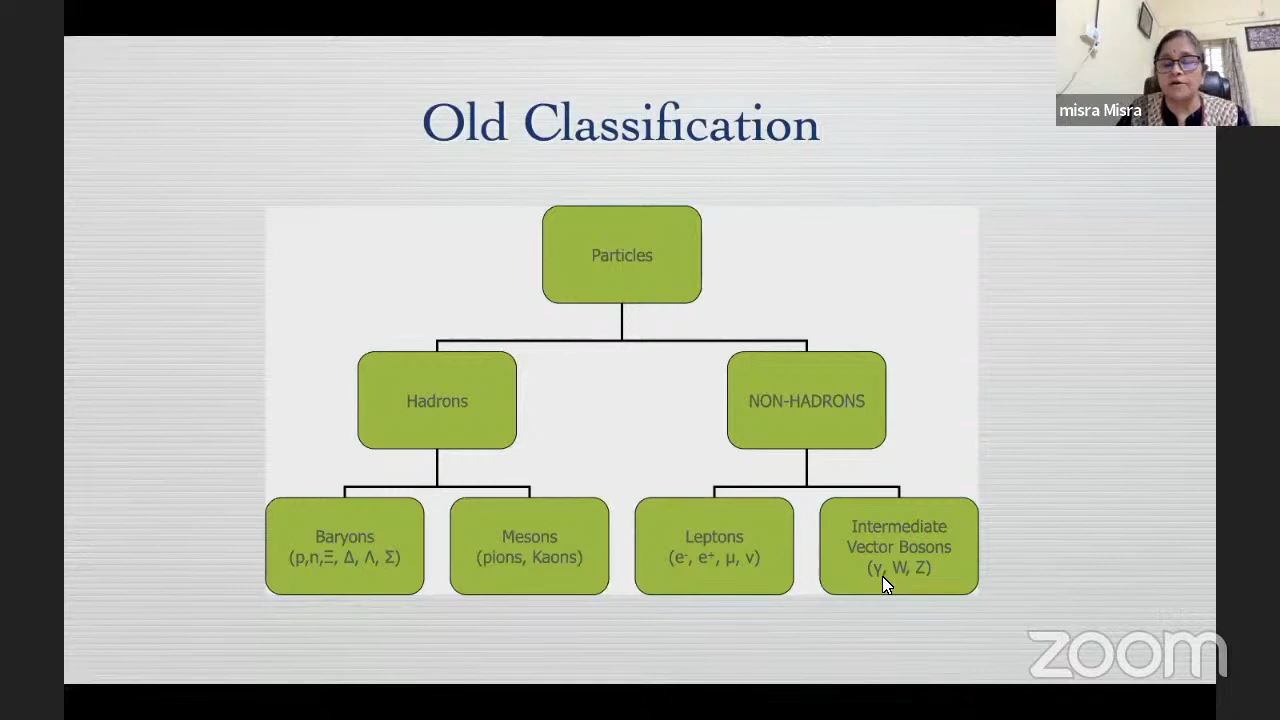 misra Misra
Old Classification
Particles
Hadrons
NON-HADRONS
Baryons
(p,n,Ξ, Δ, Λ, Σ)
Mesons
(pions, Kaons)
Leptons
(e⁻, e⁺, μ, ν)
Intermediate
Vector Bosons
(γ, W, Z)
zoom